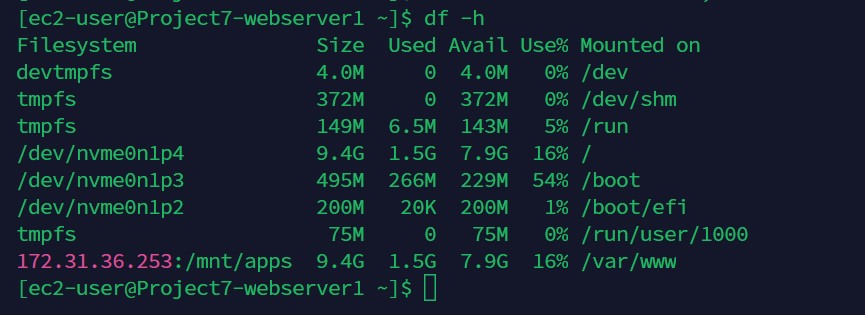 [ec2-user@Project7-webserver1 ~]$ df -h
Filesystem Size Used Avail Use% Mounted on
devtmpfs 4.0M 0 4.0M 0% /dev
tmpfs 372M 0 372M 0% /dev/shm
tmpfs 149M 6.5M 143M 5% /run
/dev/nvme0n1p4 9.4G 1.5G 7.9G 16% /
/dev/nvme0n1p3 495M 266M 229M 54% /boot
/dev/nvme0n1p2 200M 20K 200M 1% /boot/efi
tmpfs 75M 0 75M 0% /run/user/1000
172.31.36.253:/mnt/apps 9.4G 1.5G 7.9G 16% /var/www
[ec2-user@Project7-webserver1 ~]$